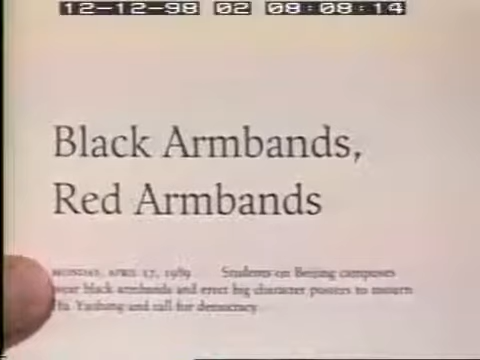 12-12-98 02 08:08:14
Black Armbands,
Red Armbands
MONDAY, APRIL 17, 1989 Students on Beijing campuses
wear black armbands and erect big character posters to mourn
Hu Yaobang and call for democracy.